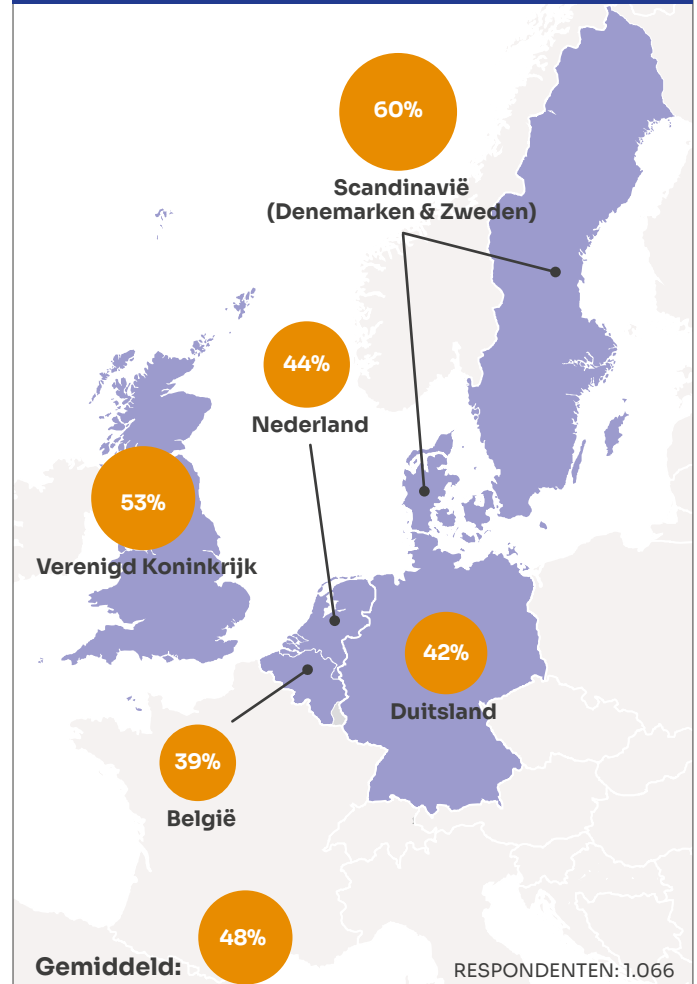 60%
Scandinavië
(Denemarken & Zweden)
44%
Nederland
53%
Verenigd Koninkrijk
42%
Duitsland
39%
België
48%
Gemiddeld:
RESPONDENTEN: 1.066